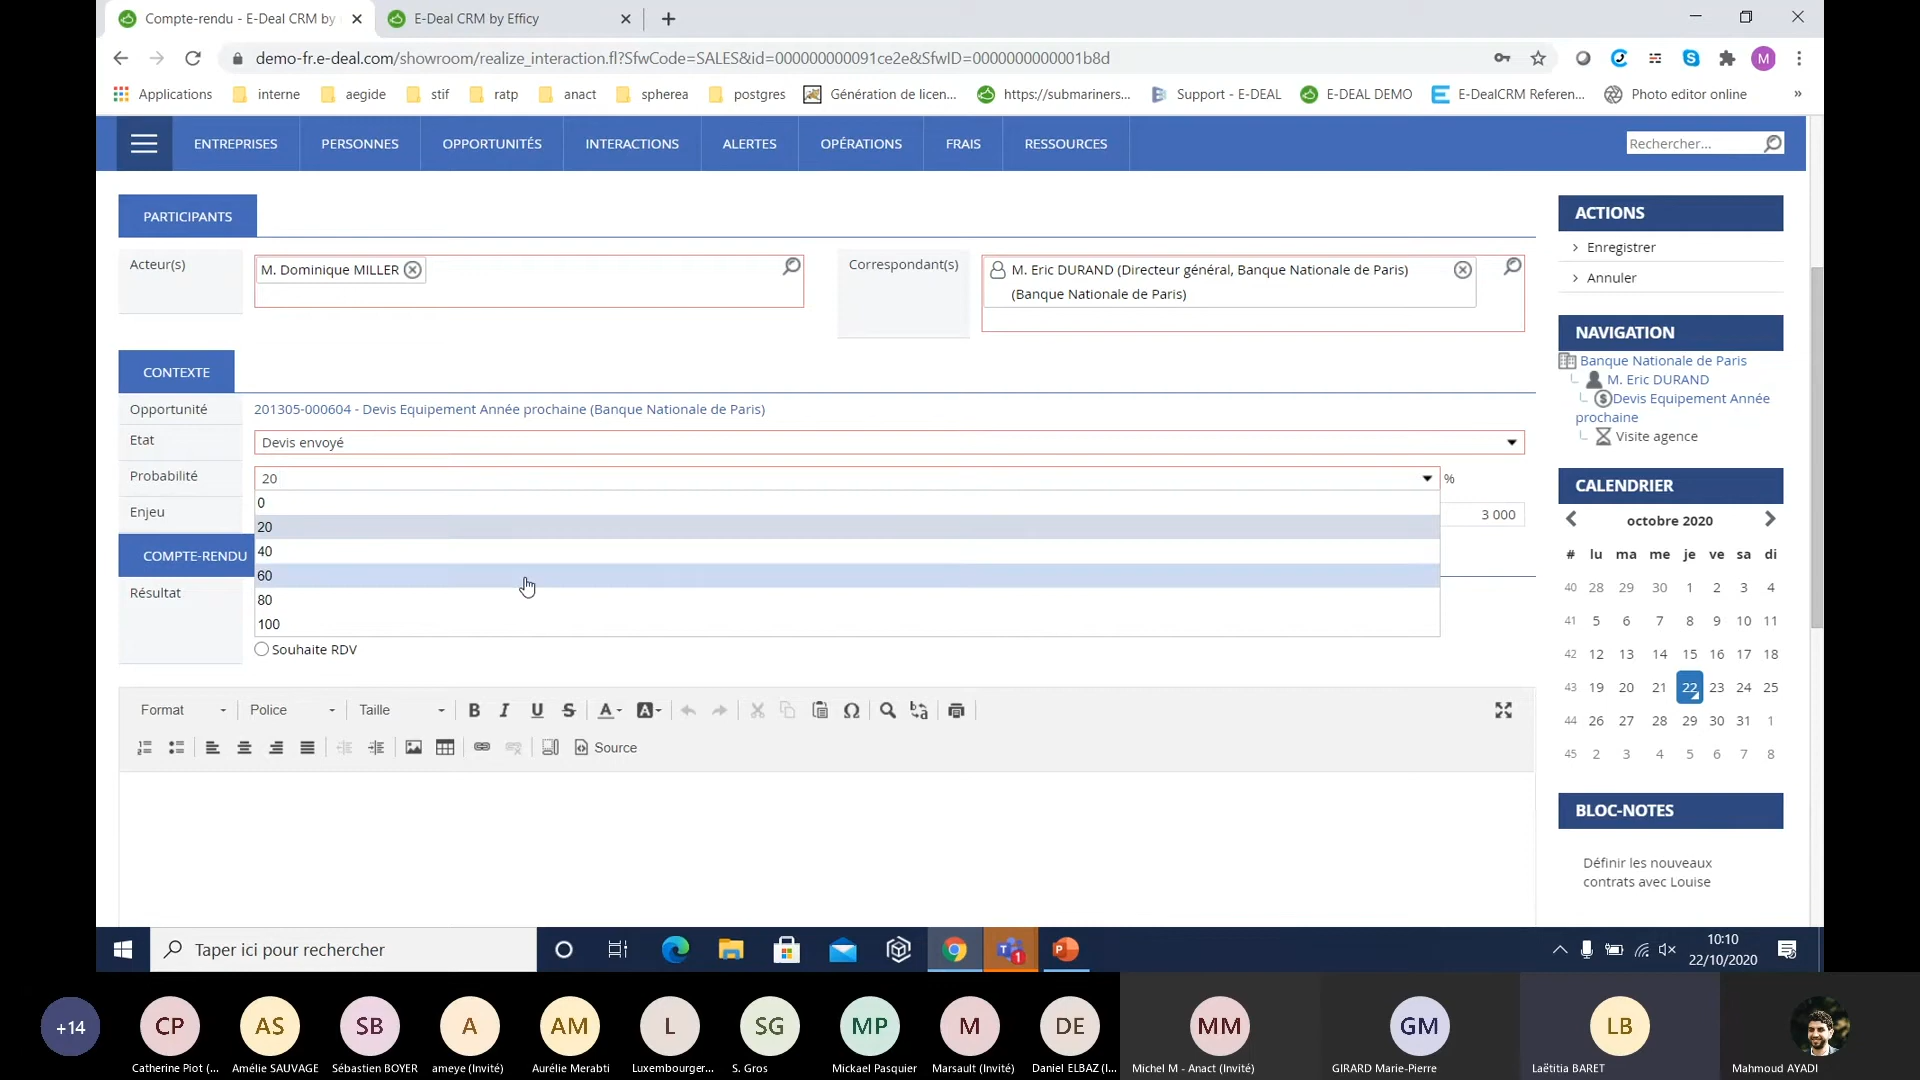 Compte-rendu - E-Deal CRM by
E-Deal CRM by Efficy
demo-fr.e-deal.com/showroom/realize_interaction.fl?SfwCode=SALES&id=000000000091ce2e&SfwID=0000000000001b8d
M
Applications
interne
aegide
stif
ratp
anact
spherea
postgres
Génération de licen...
https://submariners...
Support - E-DEAL
E-DEAL DEMO
E-DealCRM Referen...
Photo editor online
»
ENTREPRISES
PERSONNES
OPPORTUNITÉS
INTERACTIONS
ALERTES
OPÉRATIONS
FRAIS
RESSOURCES
Rechercher...
PARTICIPANTS
Acteur(s)
M. Dominique MILLER
Correspondant(s)
M. Eric DURAND (Directeur général, Banque Nationale de Paris)
(Banque Nationale de Paris)
CONTEXTE
Opportunité
201305-000604 - Devis Equipement Année prochaine (Banque Nationale de Paris)
Etat
Devis envoyé
Probabilité
20
%
0
20
40
60
80
100
Enjeu
3 000
COMPTE-RENDU
Résultat
Souhaite RDV
Format
Police
Taille
B I U S A A
Source
ACTIONS
Enregistrer
Annuler
NAVIGATION
Banque Nationale de Paris
M. Eric DURAND
Devis Equipement Année
prochaine
Visite agence
CALENDRIER
octobre 2020
# lu ma me je ve sa di
40 28 29 30 1 2 3 4
41 5 6 7 8 9 10 11
42 12 13 14 15 16 17 18
43 19 20 21 22 23 24 25
44 26 27 28 29 30 31 1
45 2 3 4 5 6 7 8
BLOC-NOTES
Définir les nouveaux
contrats avec Louise
Taper ici pour rechercher
1
10:10
22/10/2020
+14
CP
AS
SB
A
AM
L
SG
MP
M
DE
MM
GM
LB
Catherine Piot (...
Amélie SAUVAGE
Sébastien BOYER
ameye (Invité)
Aurélie Merabti
Luxembourger...
S. Gros
Mickael Pasquier
Marsault (Invité)
Daniel ELBAZ (I...
Michel M - Anact (Invité)
GIRARD Marie-Pierre
Laëtitia BARET
Mahmoud AYADI